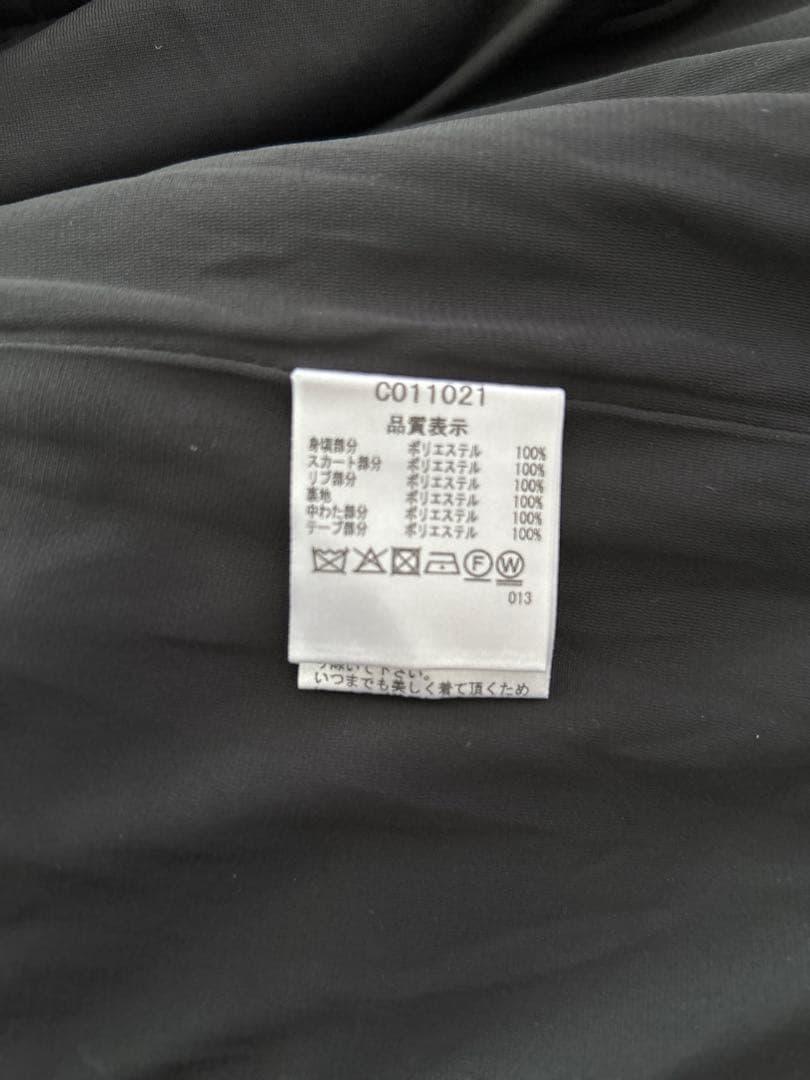 C011021
品質表示
身頃部分 ポリエステル 100%
スカート部分 ポリエステル 100%
リブ部分 ポリエステル 100%
裏地 ポリエステル 100%
中わた部分 ポリエステル 100%
テープ部分 ポリエステル 100%
F W
013
下さい。
いつまでも美しく着て頂くため